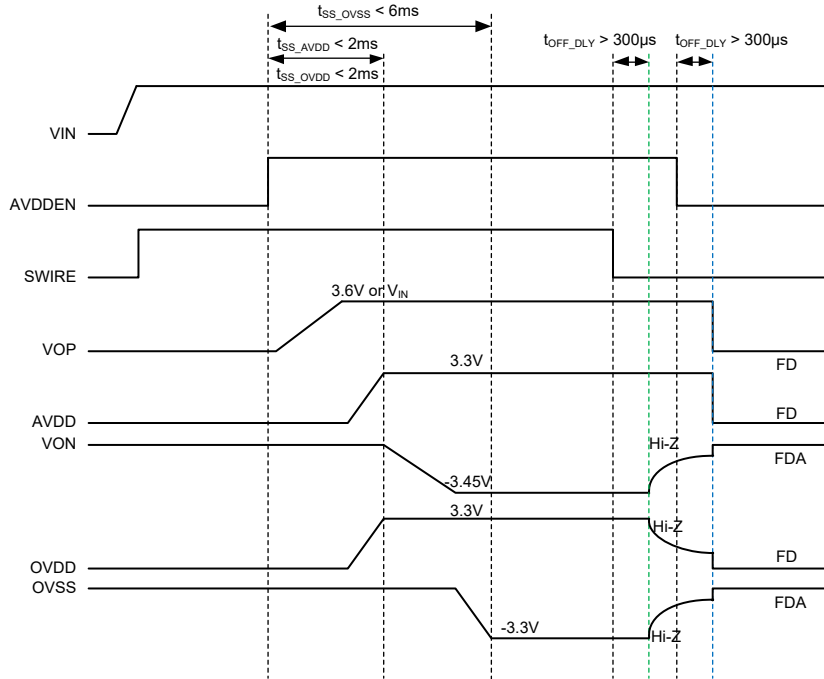 tSS_OVSS < 6ms
tSS_AVDD < 2ms
tSS_OVDD < 2ms
tOFF_DLY > 300µs
tOFF_DLY > 300µs
VIN
AVDDEN
SWIRE
3.6V or VIN
VOP
FD
3.3V
AVDD
FD
VON
Hi-Z
FDA
-3.45V
3.3V
Hi-Z
OVDD
FD
OVSS
FDA
-3.3V
Hi-Z